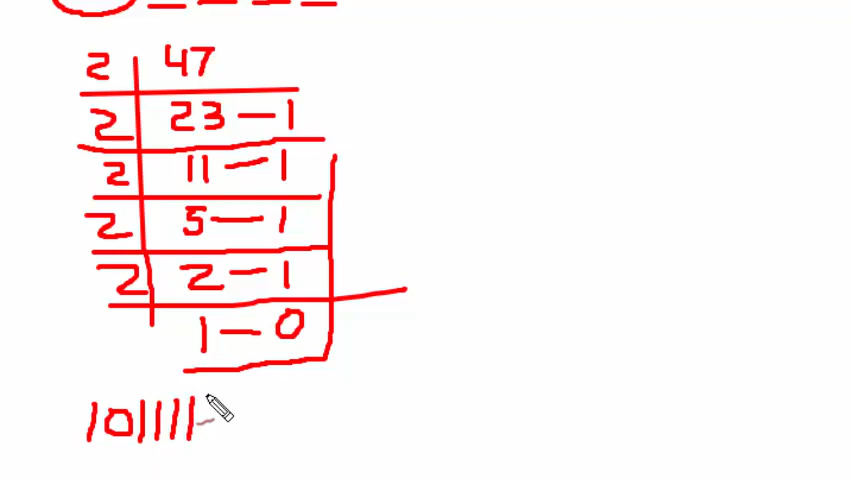 2 47
2 23 — 1
2 11 — 1
2 5 — 1
2 2 — 1
1 — 0
101111